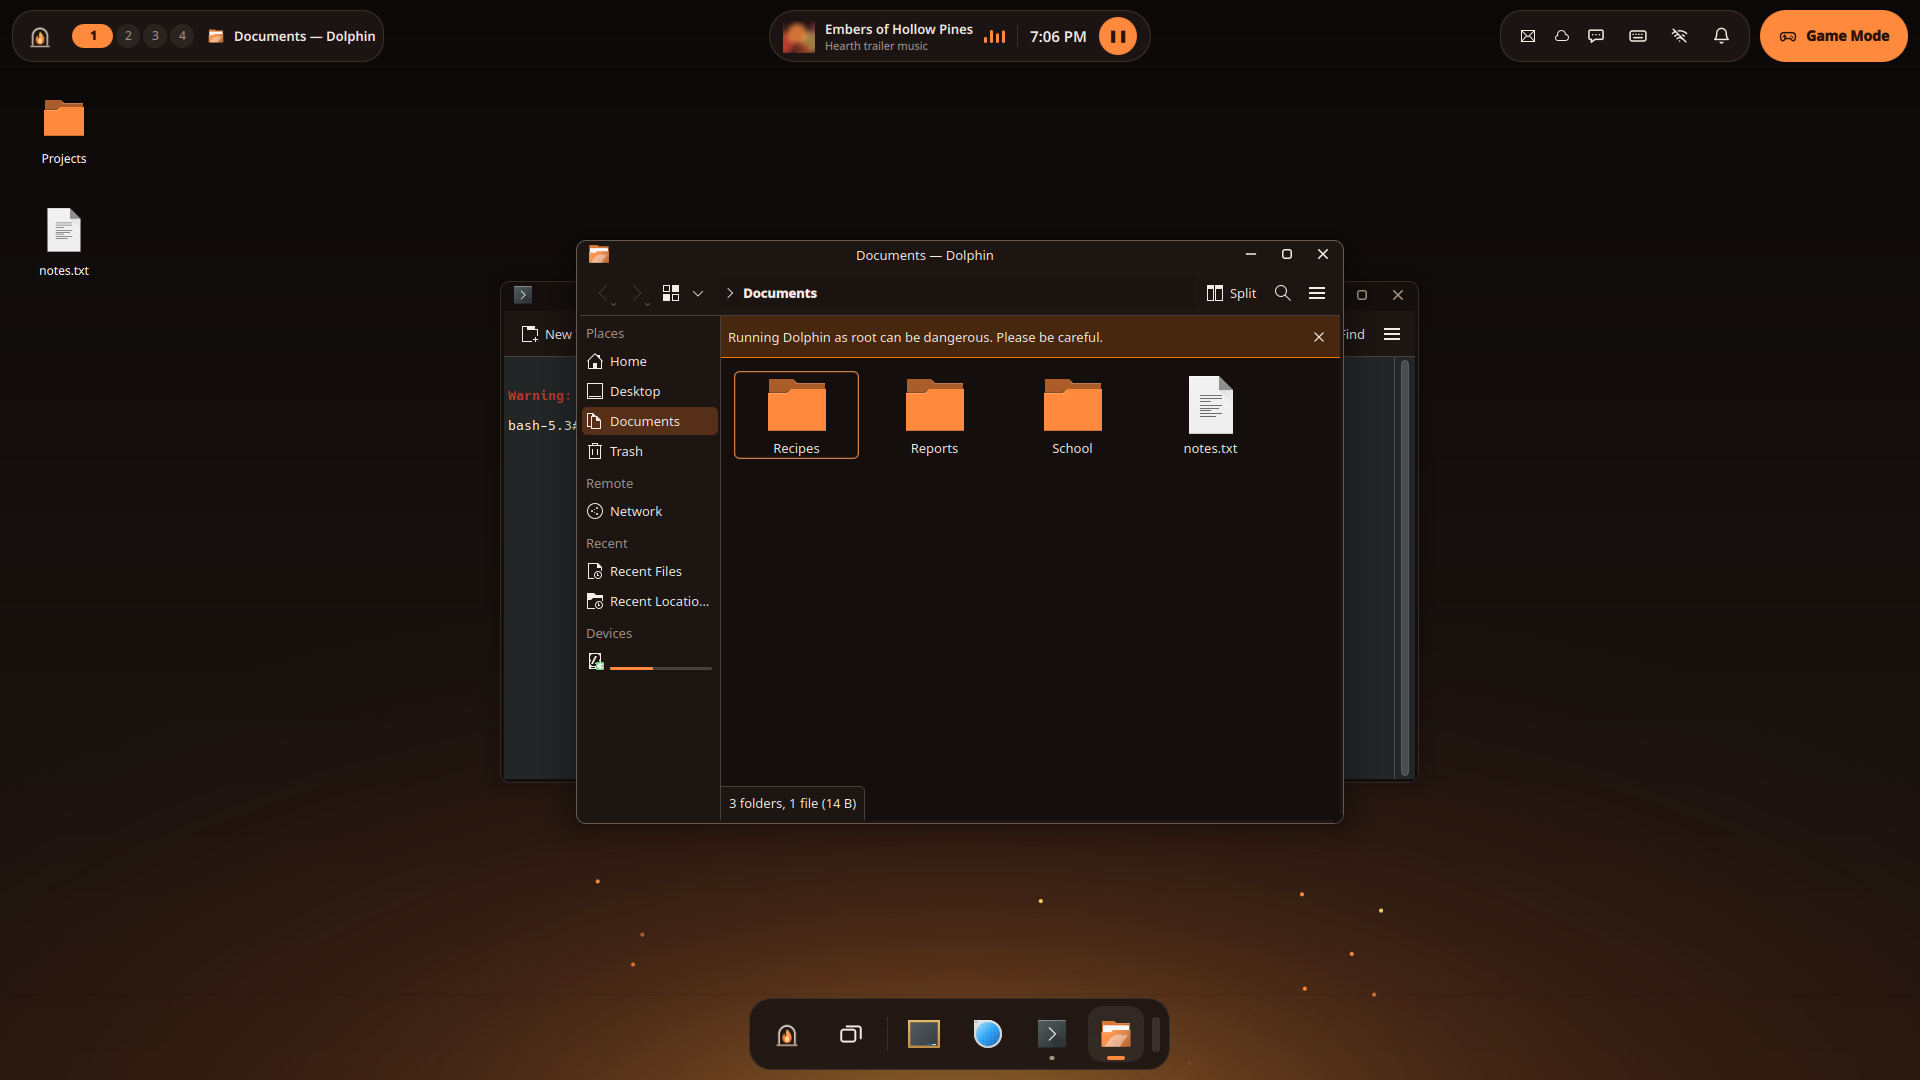 1 2 3 4 Documents — Dolphin
Embers of Hollow Pines
Hearth trailer music
7:06 PM
Game Mode
Projects
notes.txt
Documents — Dolphin
Documents
Split
Places
Home
Desktop
Documents
Trash
Remote
Network
Recent
Recent Files
Recent Locatio...
Devices
Running Dolphin as root can be dangerous. Please be careful.
Recipes
Reports
School
notes.txt
3 folders, 1 file (14 B)
New
Warning:
bash-5.3#